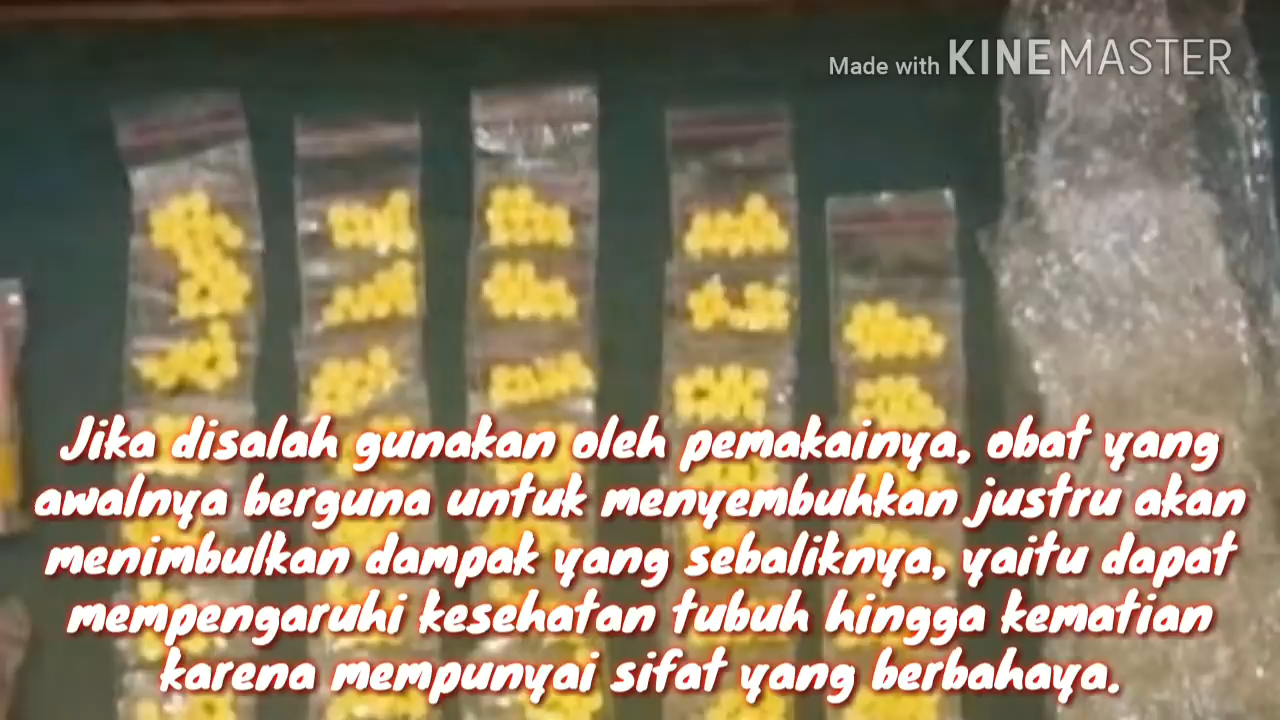 Made with KINEMASTER
Jika disalah gunakan oleh pemakainya, obat yang
awalnya berguna untuk menyembuhkan justru akan
menimbulkan dampak yang sebaliknya, yaitu dapat
mempengaruhi kesehatan tubuh hingga kematian
karena mempunyai sifat yang berbahaya.